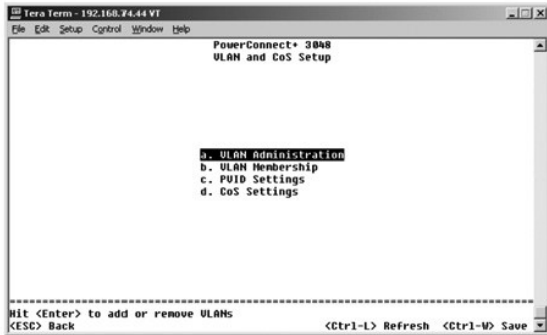 Tera Term - 192.168.74.44 VT
File Edit Setup Control Window Help
PowerConnect+ 3048
VLAN and CoS Setup
a. VLAN Administration
b. VLAN Membership
c. PVID Settings
d. CoS Settings
Hit <Enter> to add or remove VLANs
<ESC> Back <Ctrl-L> Refresh <Ctrl-W> Save